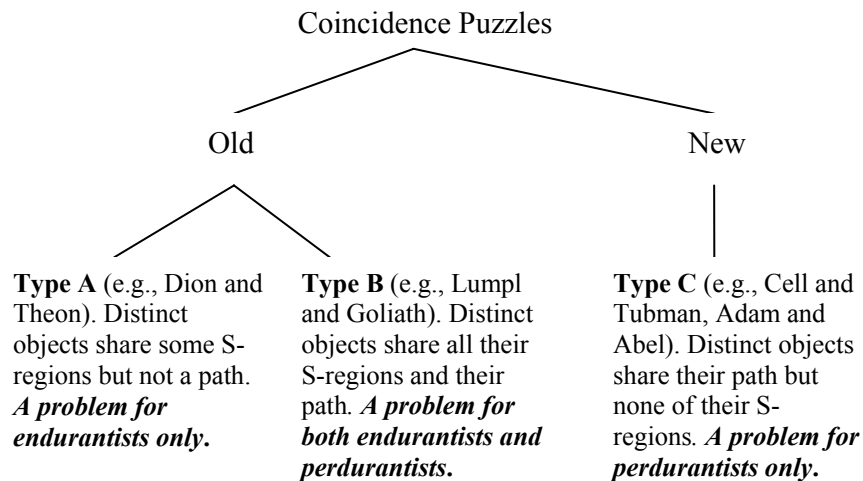 Coincidence Puzzles
Old
New
Type A (e.g., Dion and
Theon). Distinct
objects share some S-
regions but not a path.
A problem for
endurantists only.
Type B (e.g., Lumpl
and Goliath). Distinct
objects share all their
S-regions and their
path. A problem for
both endurantists and
perdurantists.
Type C (e.g., Cell and
Tubman, Adam and
Abel). Distinct objects
share their path but
none of their S-
regions. A problem for
perdurantists only.